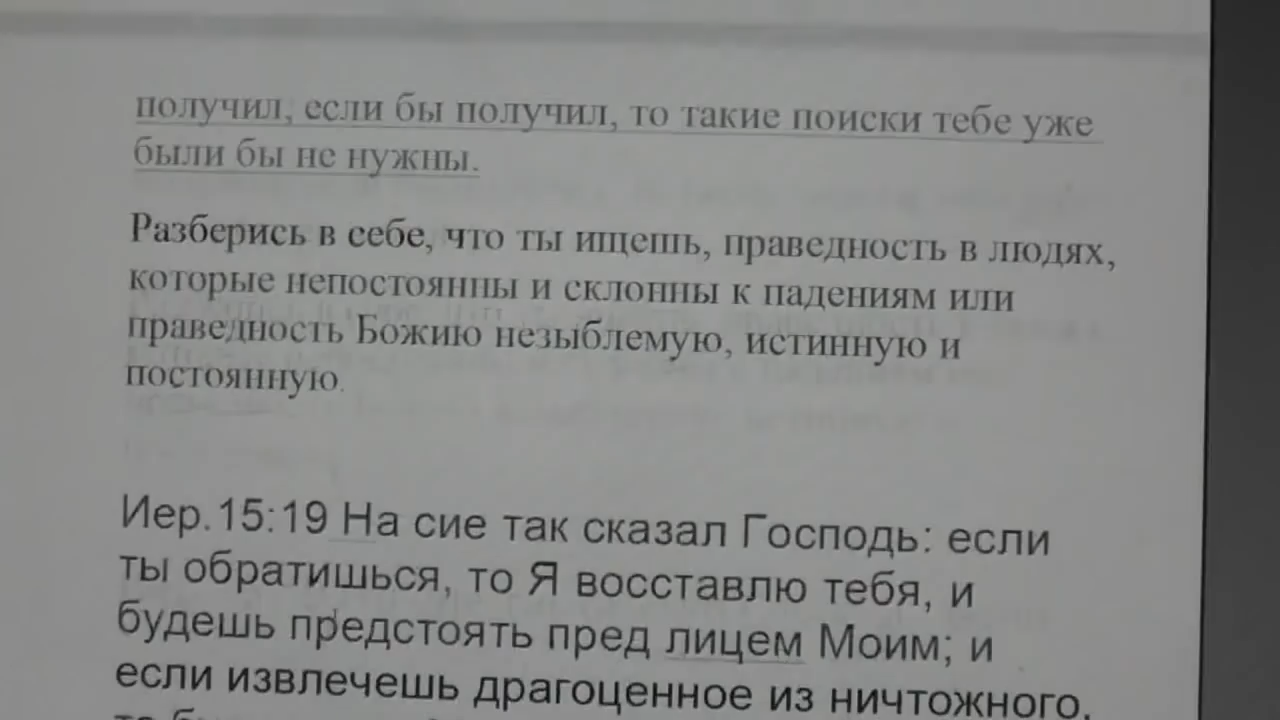 получил, если бы получил, то такие поиски тебе уже
были бы не нужны.
Разберись в себе, что ты ищешь, праведность в людях,
которые непостоянны и склонны к падениям или
праведность Божию незыблемую, истинную и
постоянную.
Иер.15:19 На сие так сказал Господь: если
ты обратишься, то Я восставлю тебя, и
будешь предстоять пред лицем Моим; и
если извлечешь драгоценное из ничтожного,